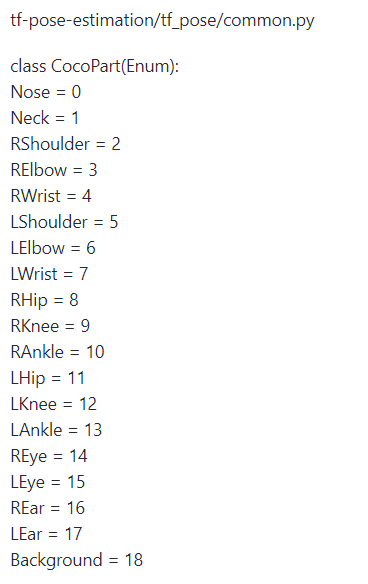 tf-pose-estimation/tf_pose/common.py
class CocoPart(Enum):
Nose = 0
Neck = 1
RShoulder = 2
RElbow = 3
RWrist = 4
LShoulder = 5
LElbow = 6
LWrist = 7
RHip = 8
RKnee = 9
RAnkle = 10
LHip = 11
LKnee = 12
LAnkle = 13
REye = 14
LEye = 15
REar = 16
LEar = 17
Background = 18